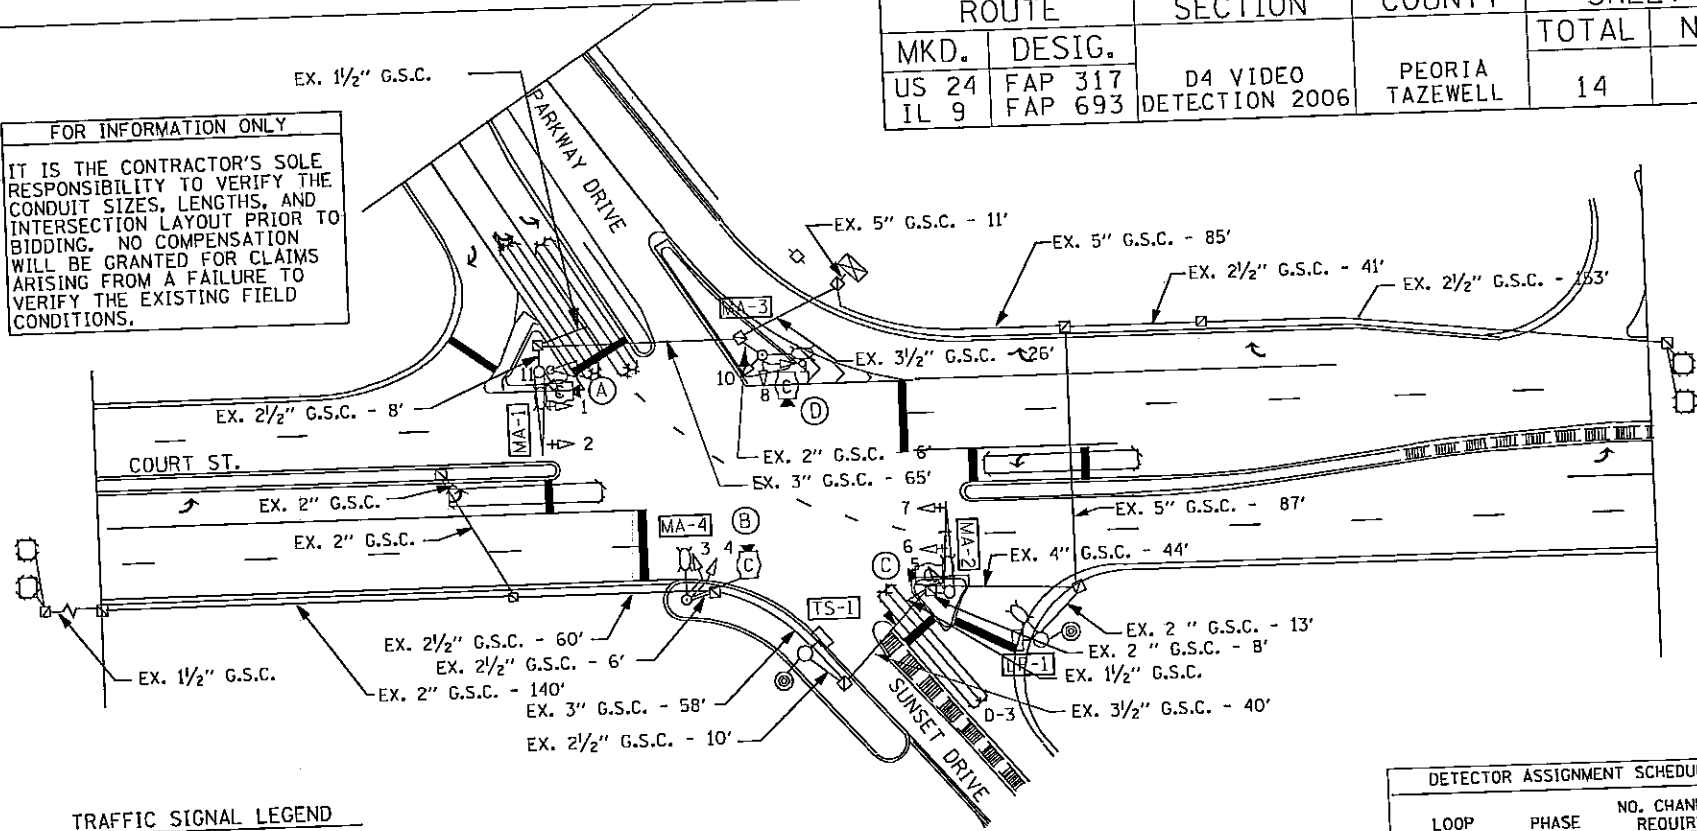 ROUTE
SECTION
COUNTY
MKD.
DESIG.
TOTAL
US 24
FAP 317
D4 VIDEO
PEORIA
14
IL 9
FAP 693
DETECTION 2006
TAZEWELL
FOR INFORMATION ONLY
IT IS THE CONTRACTOR'S SOLE
RESPONSIBILITY TO VERIFY THE
CONDUIT SIZES, LENGTHS, AND
INTERSECTION LAYOUT PRIOR TO
BIDDING. NO COMPENSATION
WILL BE GRANTED FOR CLAIMS
ARISING FROM A FAILURE TO
VERIFY THE EXISTING FIELD
CONDITIONS.
EX. 1½" G.S.C.
PARKWAY DRIVE
EX. 5" G.S.C. - 11'
EX. 5" G.S.C. - 85'
EX. 2½" G.S.C. - 41'
EX. 2½" G.S.C. - 153'
MA-3
EX. 3½" G.S.C. - 26'
11
A
10
8
C
D
EX. 2½" G.S.C. - 8'
1
MA-1
2
COURT ST.
EX. 2" G.S.C. - 6'
EX. 3" G.S.C. - 65'
EX. 2" G.S.C.
EX. 2" G.S.C.
MA-4
B
3
4
C
7
6
5
MA-2
C
EX. 5" G.S.C. - 87'
EX. 4" G.S.C. - 44'
TS-1
EX. 2½" G.S.C. - 60'
EX. 2½" G.S.C. - 6'
EX. 2" G.S.C. - 13'
EX. 2" G.S.C. - 8'
EX. 1½" G.S.C.
EX. 1½" G.S.C.
EX. 2" G.S.C. - 140'
EX. 3" G.S.C. - 58'
EX. 3½" G.S.C. - 40'
D-3
EX. 2½" G.S.C. - 10'
SUNSET DRIVE
TRAFFIC SIGNAL LEGEND
DETECTOR ASSIGNMENT SCHEDU
LOOP
PHASE
NO. CHAN
REQUIR